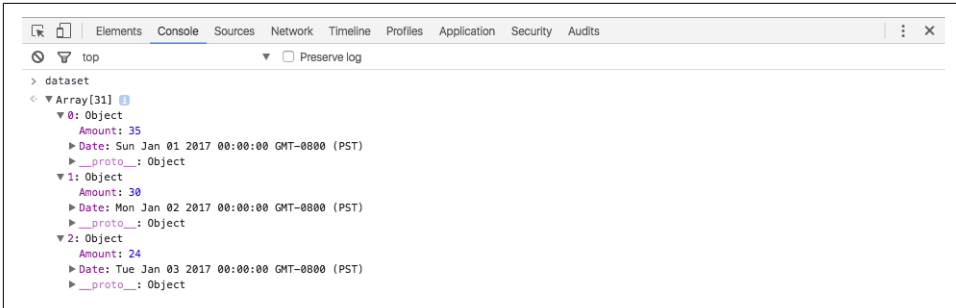 Elements Console Sources Network Timeline Profiles Application Security Audits
top Preserve log
dataset
Array[31]
0: Object
Amount: 35
Date: Sun Jan 01 2017 00:00:00 GMT-0800 (PST)
__proto__: Object
1: Object
Amount: 30
Date: Mon Jan 02 2017 00:00:00 GMT-0800 (PST)
__proto__: Object
2: Object
Amount: 24
Date: Tue Jan 03 2017 00:00:00 GMT-0800 (PST)
__proto__: Object